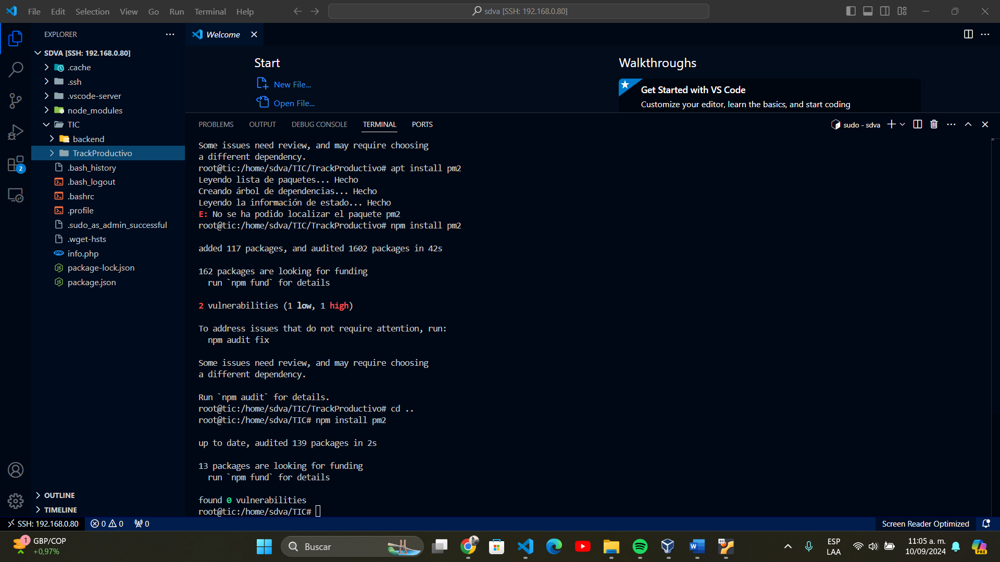 File Edit Selection View Go Run Terminal Help
sdva [SSH: 192.168.0.80]
EXPLORER
Welcome
SDVA [SSH: 192.168.0.80]
.cache
.ssh
.vscode-server
node_modules
TIC
backend
TrackProductivo
.bash_history
.bash_logout
.bashrc
.profile
.sudo_as_admin_successful
.wget-hsts
info.php
package-lock.json
package.json
OUTLINE
TIMELINE
2
Start
New File...
Open File...
Walkthroughs
Get Started with VS Code
Customize your editor, learn the basics, and start coding
PROBLEMS OUTPUT DEBUG CONSOLE TERMINAL PORTS
sudo - sdva
Some issues need review, and may require choosing
a different dependency.
root@tic:/home/sdva/TIC/TrackProductivo# apt install pm2
Leyendo lista de paquetes... Hecho
Creando árbol de dependencias... Hecho
Leyendo la información de estado... Hecho
E: No se ha podido localizar el paquete pm2
root@tic:/home/sdva/TIC/TrackProductivo# npm install pm2
added 117 packages, and audited 1602 packages in 42s
162 packages are looking for funding
run `npm fund` for details
2 vulnerabilities (1 low, 1 high)
To address issues that do not require attention, run:
npm audit fix
Some issues need review, and may require choosing
a different dependency.
Run `npm audit` for details.
root@tic:/home/sdva/TIC/TrackProductivo# cd ..
root@tic:/home/sdva/TIC# npm install pm2
up to date, audited 139 packages in 2s
13 packages are looking for funding
run `npm fund` for details
found 0 vulnerabilities
root@tic:/home/sdva/TIC#
SSH: 192.168.0.80 0 0 0
Screen Reader Optimized
1
GBP/COP
+0,97%
Buscar
64
PRE
ESP
LAA
11:05 a. m.
10/09/2024